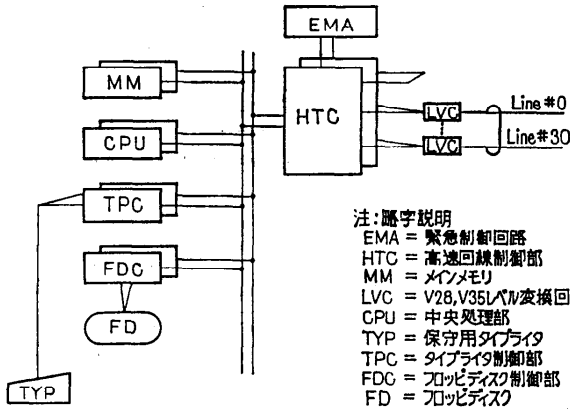 EMA
MM
HTC
LVC
Line#0
CPU
LVC
Line#30
TPC
FDC
FD
TYP
注:略字説明
EMA = 緊急制御回路
HTC = 高速回線制御部
MM = メインメモリ
LVC = V28,V35レベル変換回
CPU = 中央処理部
TYP = 保守用タイプライタ
TPC = タイプライタ制御部
FDC = フロッピディスク制御部
FD = フロッピディスク